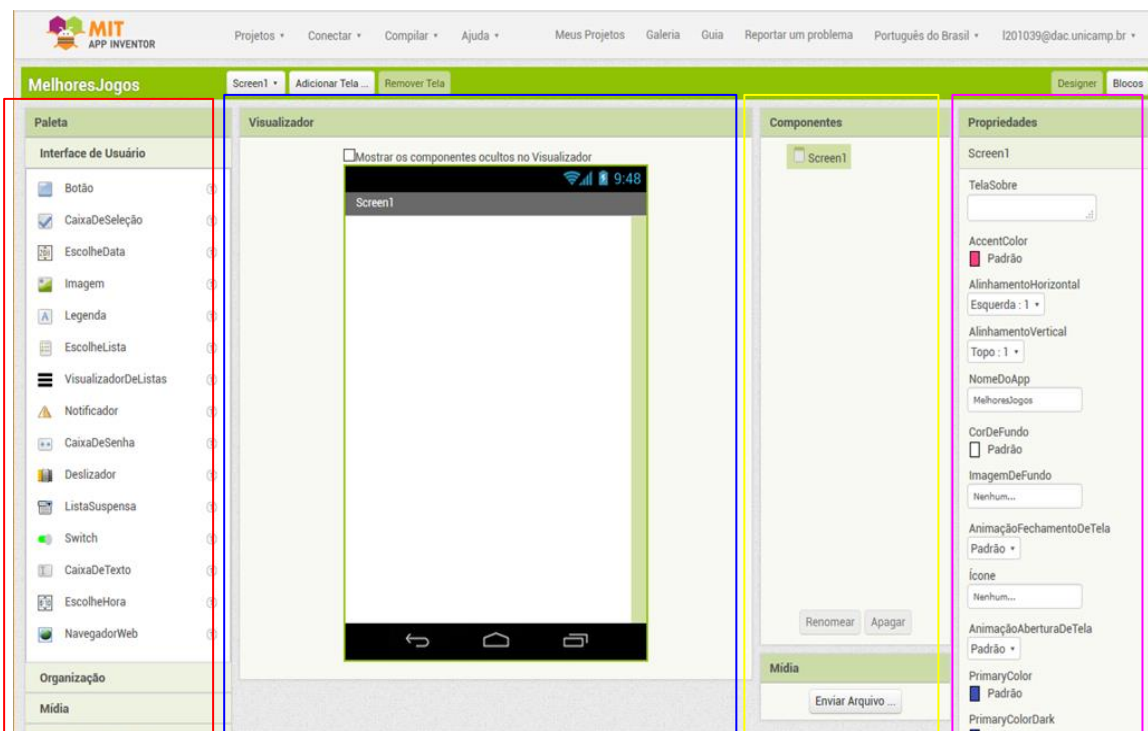 MIT
APP INVENTOR
Projetos Conectar Compilar Ajuda Meus Projetos Galeria Guia Reportar um problema Português do Brasil l201039@dac.unicamp.br
MelhoresJogos
Screen1 Adicionar Tela ... Remover Tela Designer Blocos
Paleta
Interface de Usuário
Botão
CaixaDeSeleção
EscolheData
Imagem
Legenda
EscolheLista
VisualizadorDeListas
Notificador
CaixaDeSenha
Deslizador
ListaSuspensa
Switch
CaixaDeTexto
EscolheHora
NavegadorWeb
Organização
Mídia
Visualizador
Mostrar os componentes ocultos no Visualizador
9:48
Screen1
Componentes
Screen1
Renomear Apagar
Mídia
Enviar Arquivo ...
Propriedades
Screen1
TelaSobre
AccentColor
Padrão
AlinhamentoHorizontal
Esquerda : 1
AlinhamentoVertical
Topo : 1
NomeDoApp
MelhoresJogos
CorDeFundo
Padrão
ImagemDeFundo
Nenhum...
AnimaçãoFechamentoDeTela
Padrão
Ícone
Nenhum...
AnimaçãoAberturaDeTela
Padrão
PrimaryColor
Padrão
PrimaryColorDark